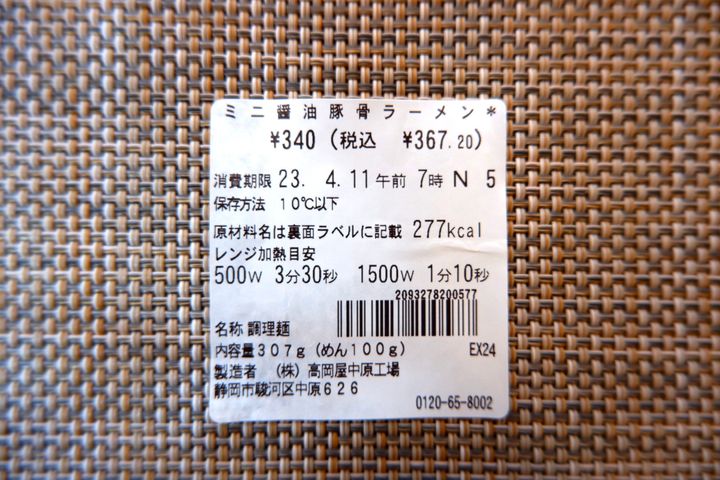 ミニ醤油豚骨ラーメン*
¥340(税込 ¥367.20)
消費期限 23. 4.11午前 7時 N 5
保存方法 10℃以下
原材料名は裏面ラベルに記載 277kcal
レンジ加熱目安
500W 3分30秒 1500W 1分10秒
2093278200577
名称 調理麺
内容量307g(めん100g) EX24
製造者 (株)高岡屋中原工場
静岡市駿河区中原626
0120-65-8002